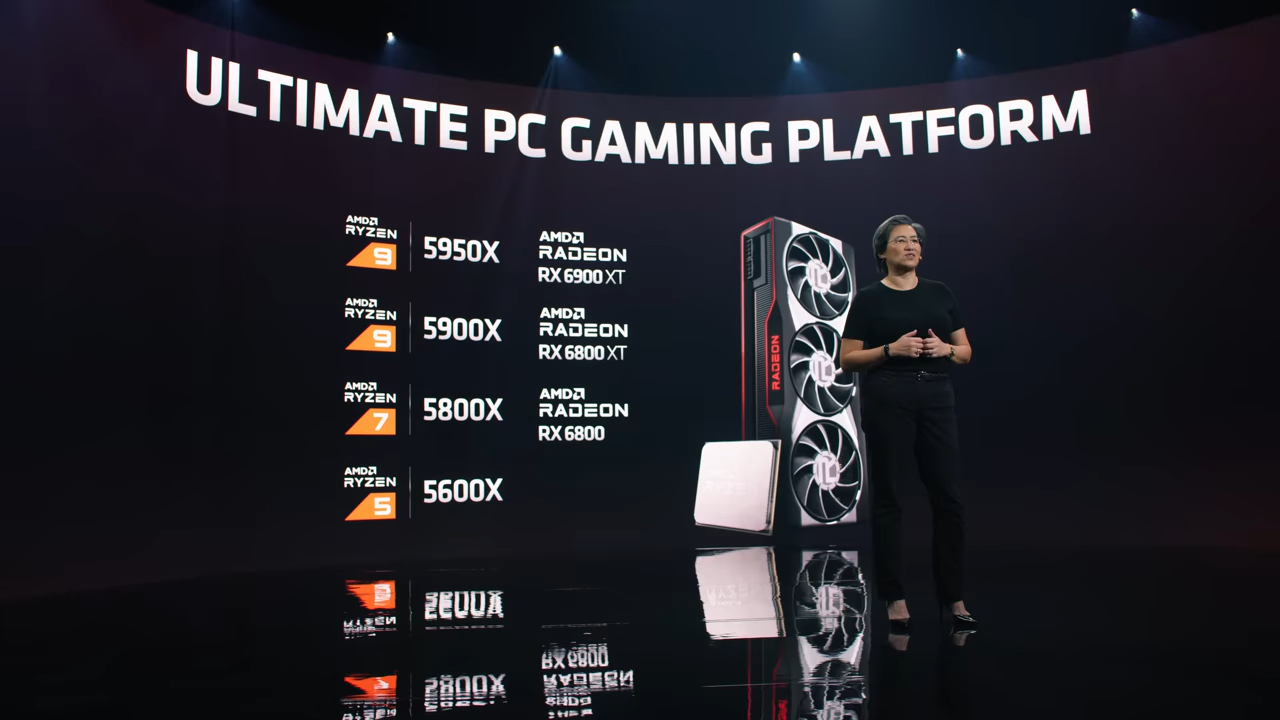 ULTIMATE PC GAMING PLATFORM
AMD
RYZEN
9
5950X
AMD
RADEON
RX 6900 XT
AMD
RYZEN
9
5900X
AMD
RADEON
RX 6800 XT
AMD
RYZEN
7
5800X
AMD
RADEON
RX 6800
AMD
RYZEN
5
5600X
RADEON
RYZEN